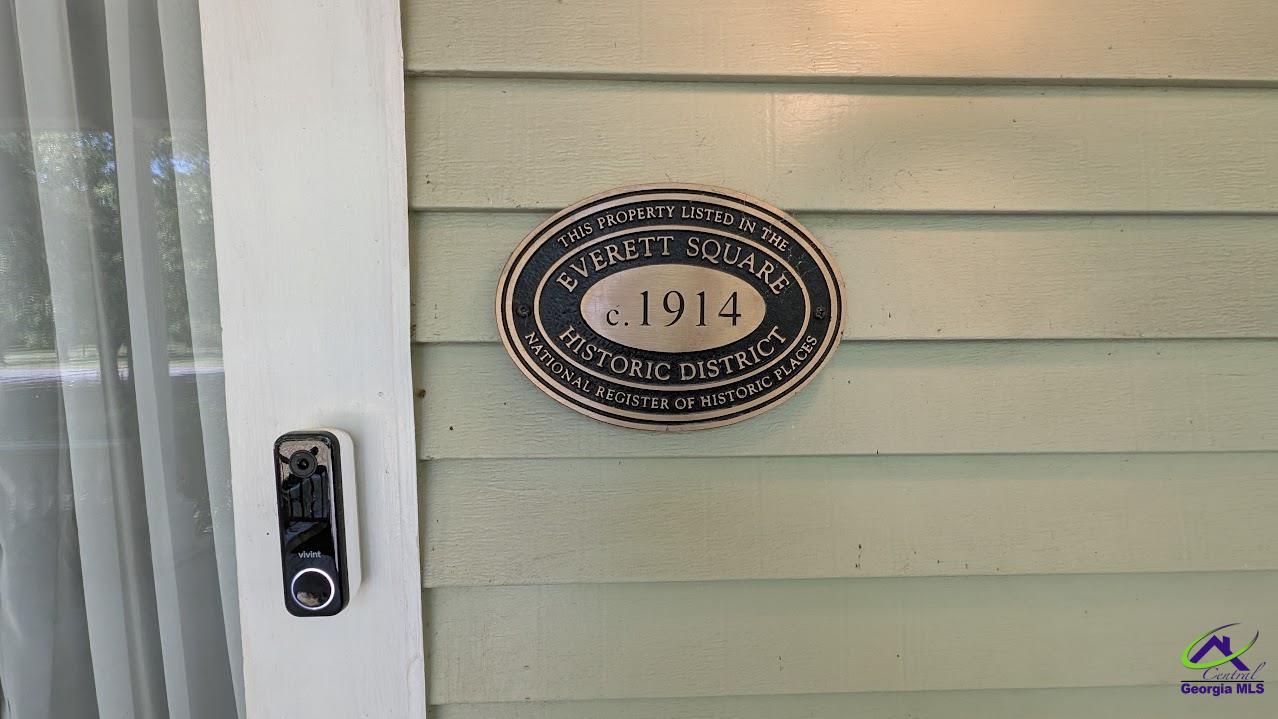 THIS PROPERTY LISTED IN THE
EVERETT SQUARE
c.1914
HISTORIC DISTRICT
NATIONAL REGISTER OF HISTORIC PLACES
vivint
Central
Georgia MLS